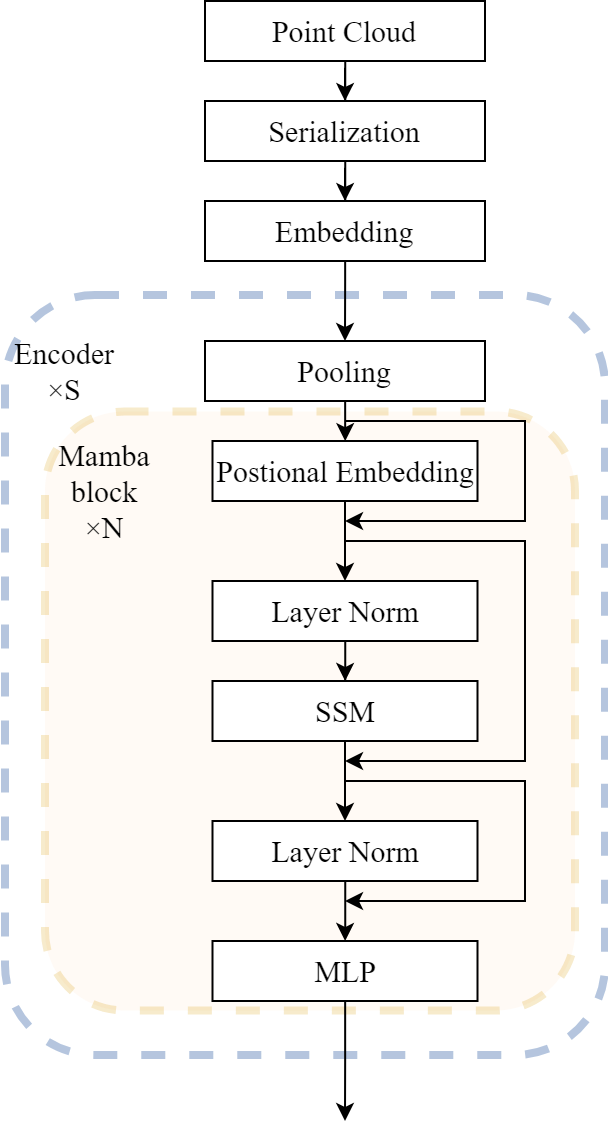 Point Cloud
Serialization
Embedding
Encoder
×S
Pooling
Mamba
block
×N
Postional Embedding
Layer Norm
SSM
Layer Norm
MLP